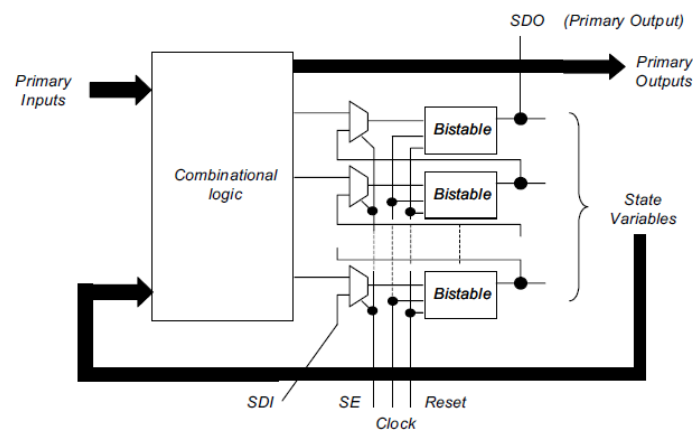 SDO (Primary Output)
Primary
Inputs
Primary
Outputs
Combinational
logic
Bistable
Bistable
Bistable
State
Variables
SDI
SE
Reset
Clock